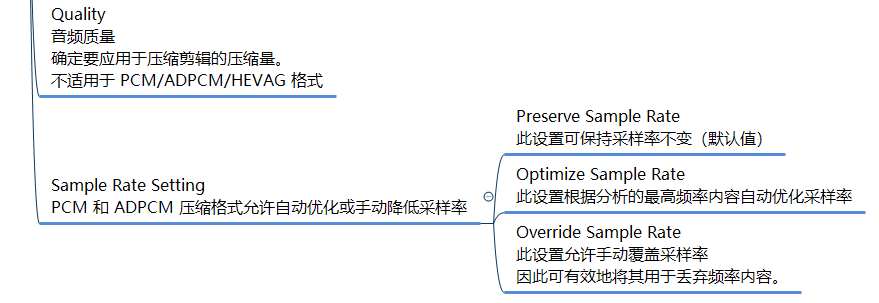 Quality
音频质量
确定要应用于压缩剪辑的压缩量。
不适用于 PCM/ADPCM/HEVAG 格式
Sample Rate Setting
PCM 和 ADPCM 压缩格式允许自动优化或手动降低采样率
Preserve Sample Rate
此设置可保持采样率不变（默认值）
Optimize Sample Rate
此设置根据分析的最高频率内容自动优化采样率
Override Sample Rate
此设置允许手动覆盖采样率
因此可有效地将其用于丢弃频率内容。